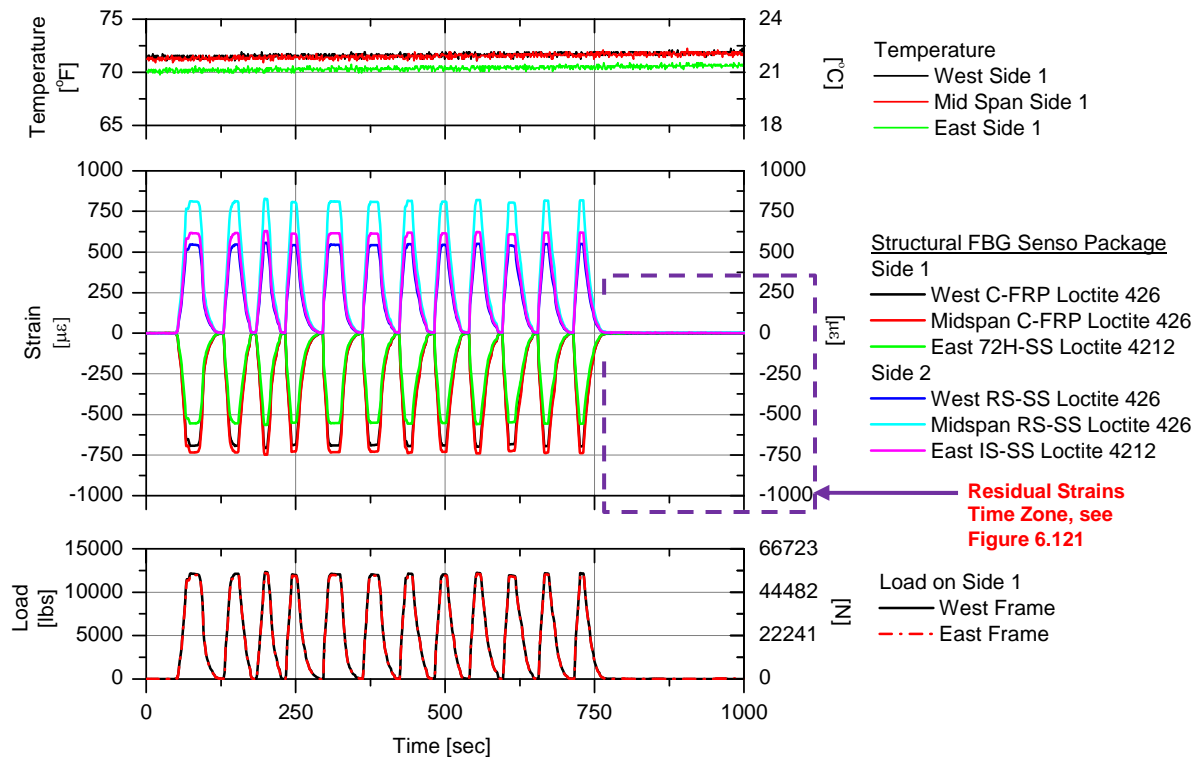 75
70
65
Temperature
[°F]
24
21
18
[°C]
Temperature
West Side 1
Mid Span Side 1
East Side 1
1000
750
500
250
0
-250
-500
-750
-1000
Strain
[µε]
1000
750
500
250
0
-250
-500
-750
-1000
[µε]
Structural FBG Senso Package
Side 1
West C-FRP Loctite 426
Midspan C-FRP Loctite 426
East 72H-SS Loctite 4212
Side 2
West RS-SS Loctite 426
Midspan RS-SS Loctite 426
East IS-SS Loctite 4212
Residual Strains
Time Zone, see
Figure 6.121
15000
10000
5000
0
Load
[lbs]
66723
44482
22241
0
[N]
Load on Side 1
West Frame
East Frame
0 250 500 750 1000
Time [sec]